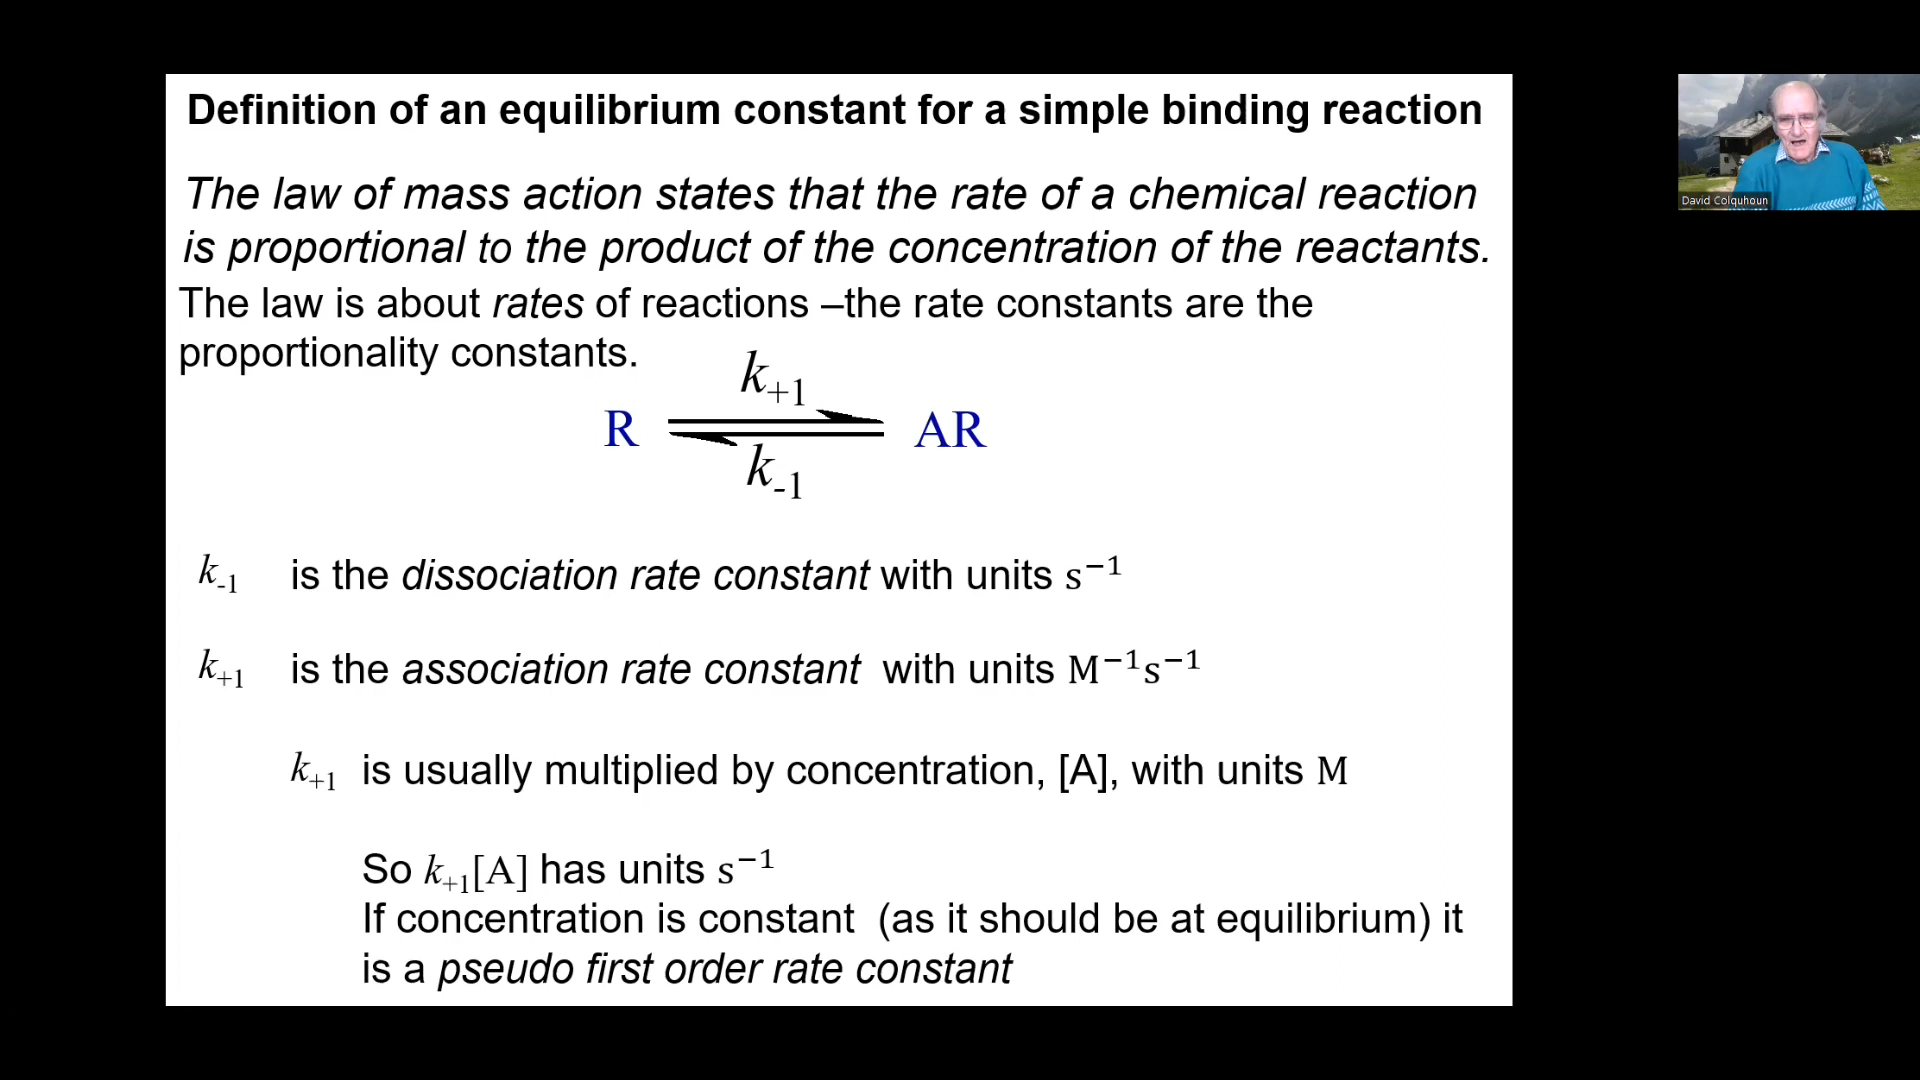 Definition of an equilibrium constant for a simple binding reaction
The law of mass action states that the rate of a chemical reaction
is proportional to the product of the concentration of the reactants.
The law is about rates of reactions –the rate constants are the
proportionality constants.
k+1
R ⇌ AR
k-1
k-1 is the dissociation rate constant with units s⁻¹
k+1 is the association rate constant with units M⁻¹s⁻¹
k+1 is usually multiplied by concentration, [A], with units M
So k+1[A] has units s⁻¹
If concentration is constant (as it should be at equilibrium) it
is a pseudo first order rate constant
David Colquhoun